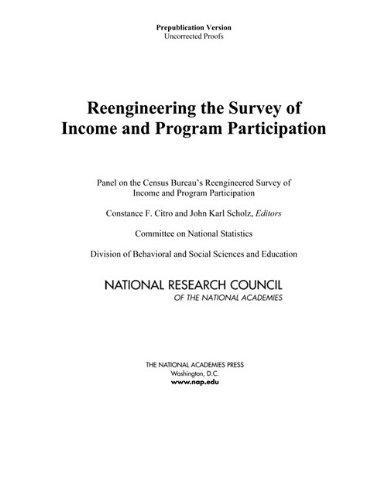 Prepublication Version
Uncorrected Proofs
Reengineering the Survey of
Income and Program Participation
Panel on the Census Bureau's Reengineered Survey of
Income and Program Participation
Constance F. Citro and John Karl Scholz, Editors
Committee on National Statistics
Division of Behavioral and Social Sciences and Education
NATIONAL RESEARCH COUNCIL
OF THE NATIONAL ACADEMIES
THE NATIONAL ACADEMIES PRESS
Washington, D.C.
www.nap.edu